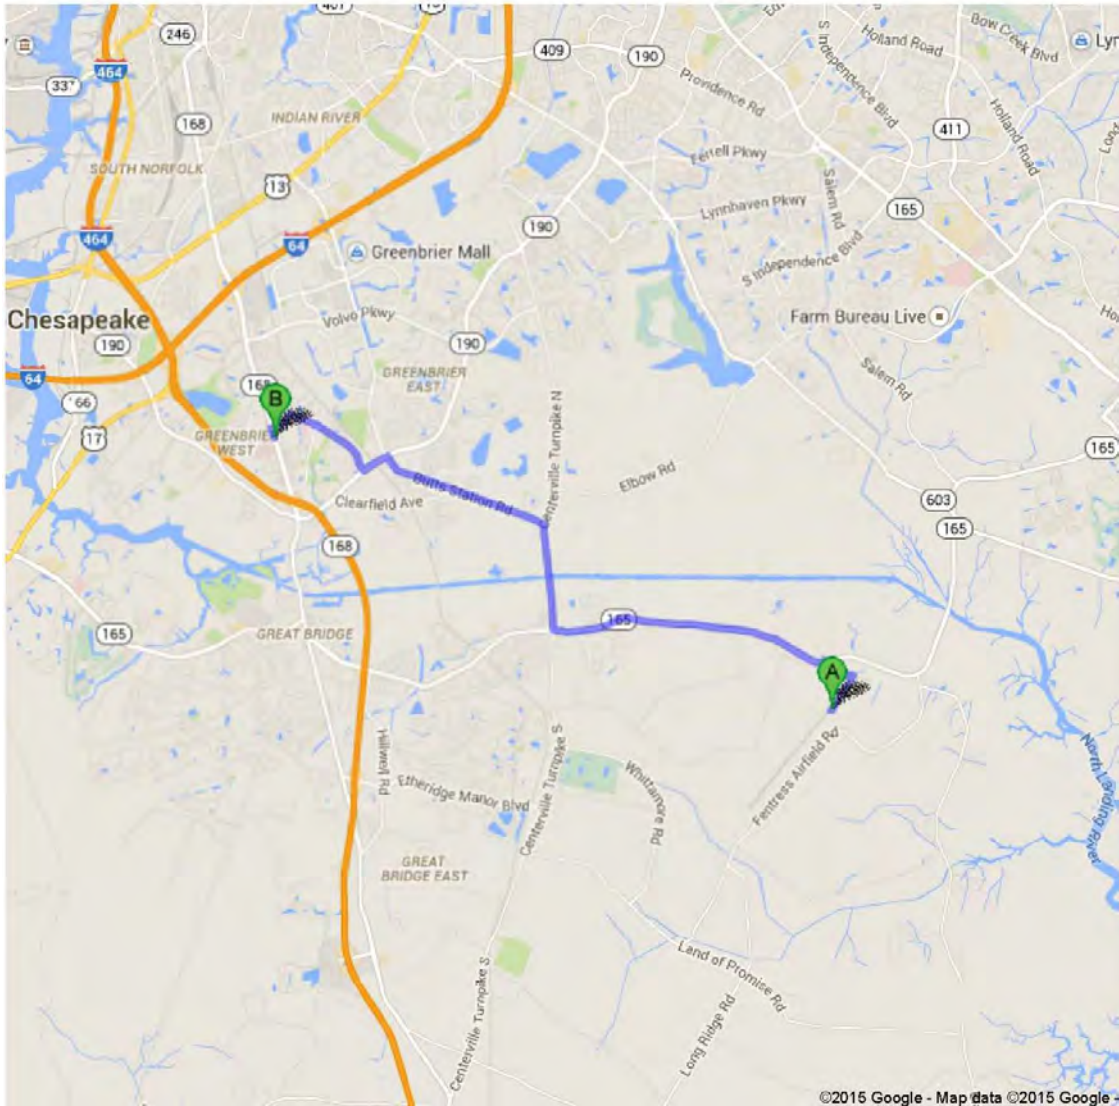 246
409
190
Holland Road
Bow Creek Blvd
S Independence Blvd
464
337
168
Providence Rd
Holland Road
411
INDIAN RIVER
SOUTH NORFOLK
13
Lynnhaven Pkwy
Salem Rd
165
464
64
190
Greenbrier Mall
S Independence Blvd
Chesapeake
Volvo Pkwy
Farm Bureau Live
190
190
GREENBRIER
EAST
Salem Rd
64
168
B
17
GREENBRIER
WEST
Centerville Turnpike N
165
Butts Station Rd
Elbow Rd
Clearfield Ave
603
165
168
165
GREAT BRIDGE
165
A
Hillwell Rd
Fentress Airfield Rd
North Landing River
Etheridge Manor Blvd
Centerville Turnpike S
Whittamore Rd
GREAT
BRIDGE EAST
Land of Promise
Rd
Centerville Turnpike S
Long Ridge Rd
©2015 Google - Map data ©2015 Google -